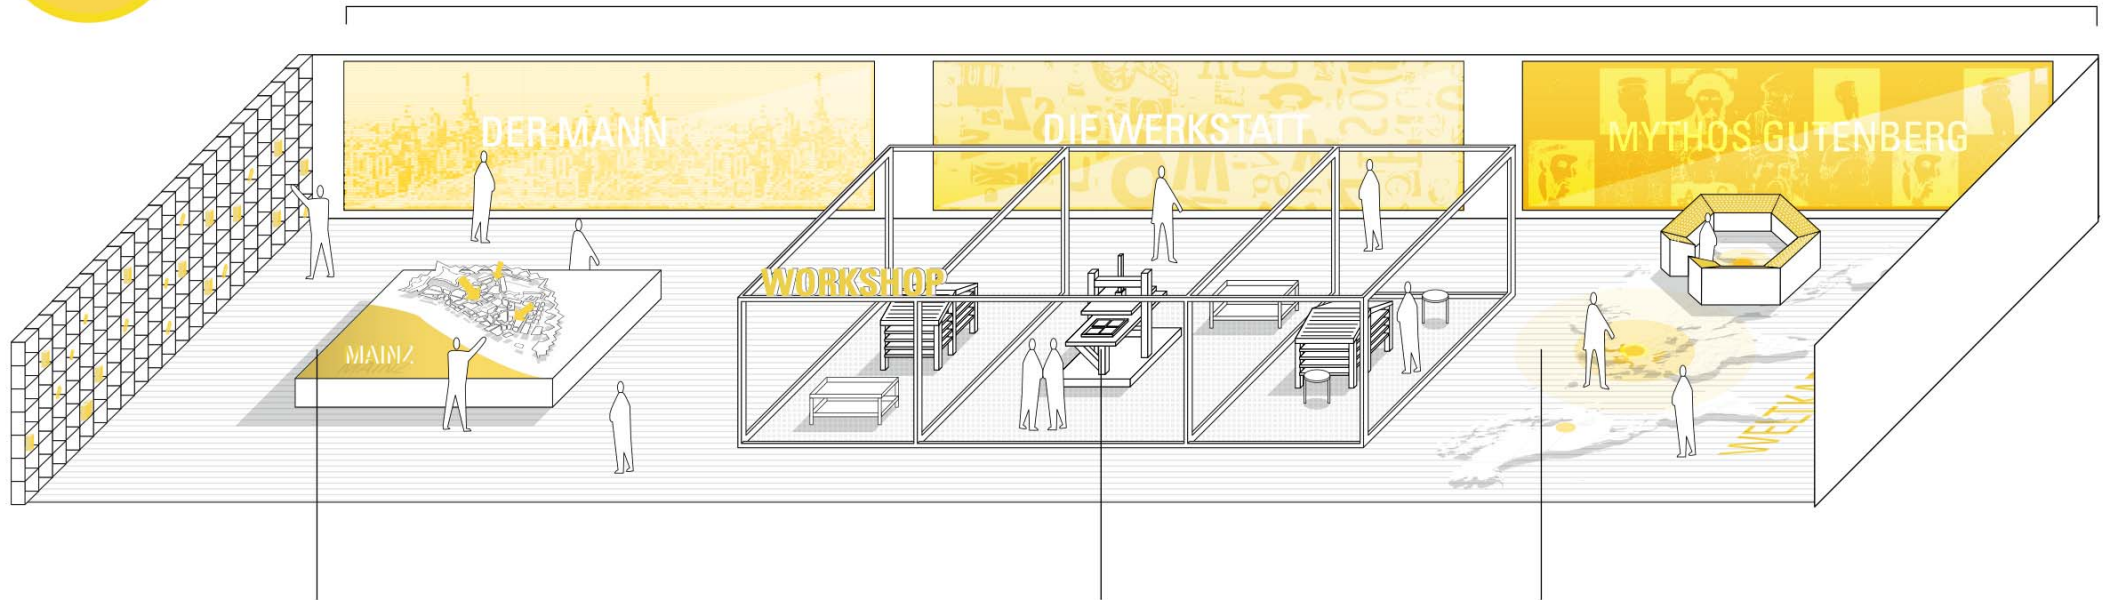 DER MANN
DIE WERKSTATT
MYTHOS GUTENBERG
WORKSHOP
MAINZ